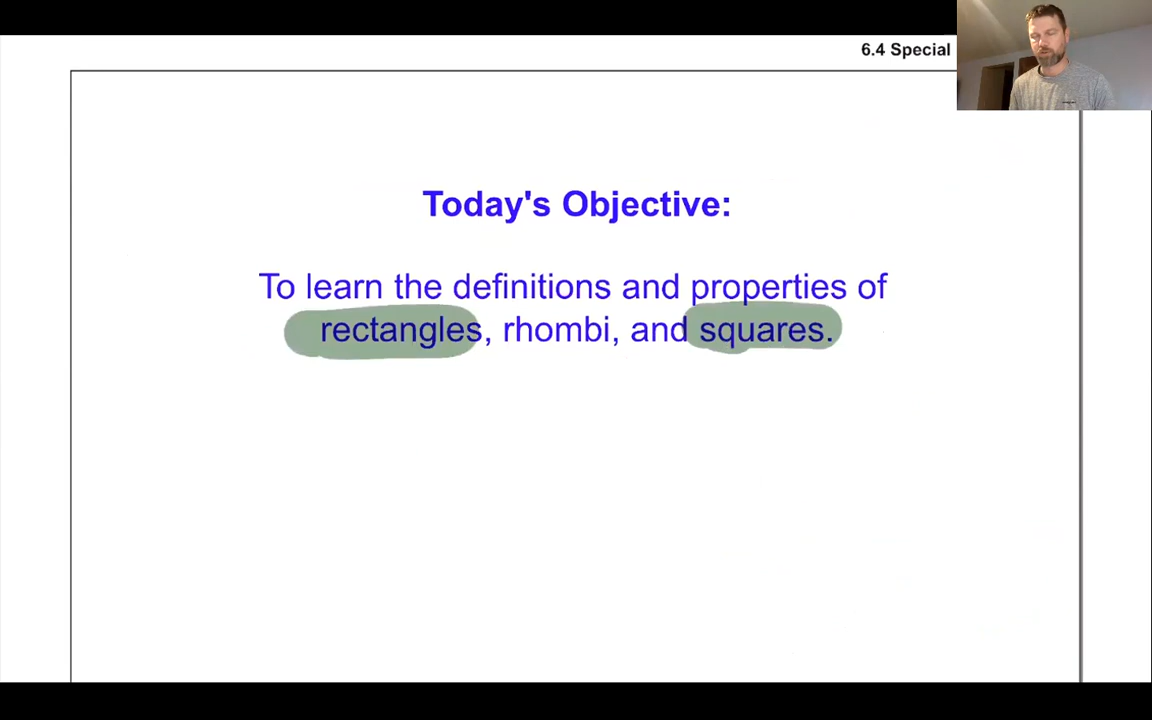 6.4 Special
Today's Objective:
To learn the definitions and properties of
rectangles, rhombi, and squares.